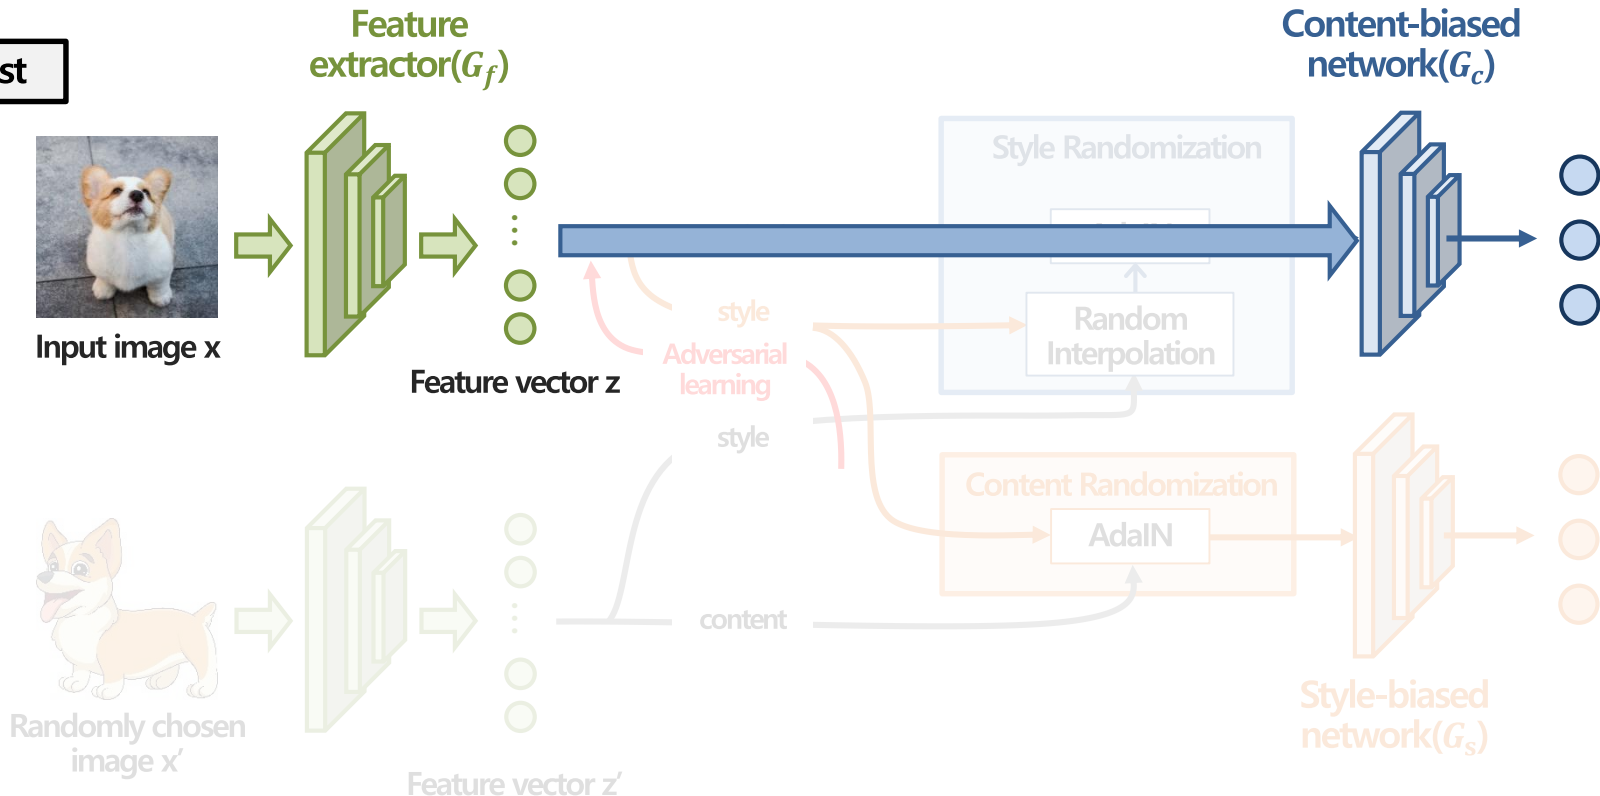 Feature
extractor(G_f)
Content-biased
network(G_c)
st
Style Randomization
Input image x
Feature vector z
style
Adversarial
learning
Random
Interpolation
style
Content Randomization
AdaIN
content
Style-biased
network(G_s)
Randomly chosen
image x′
Feature vector z′